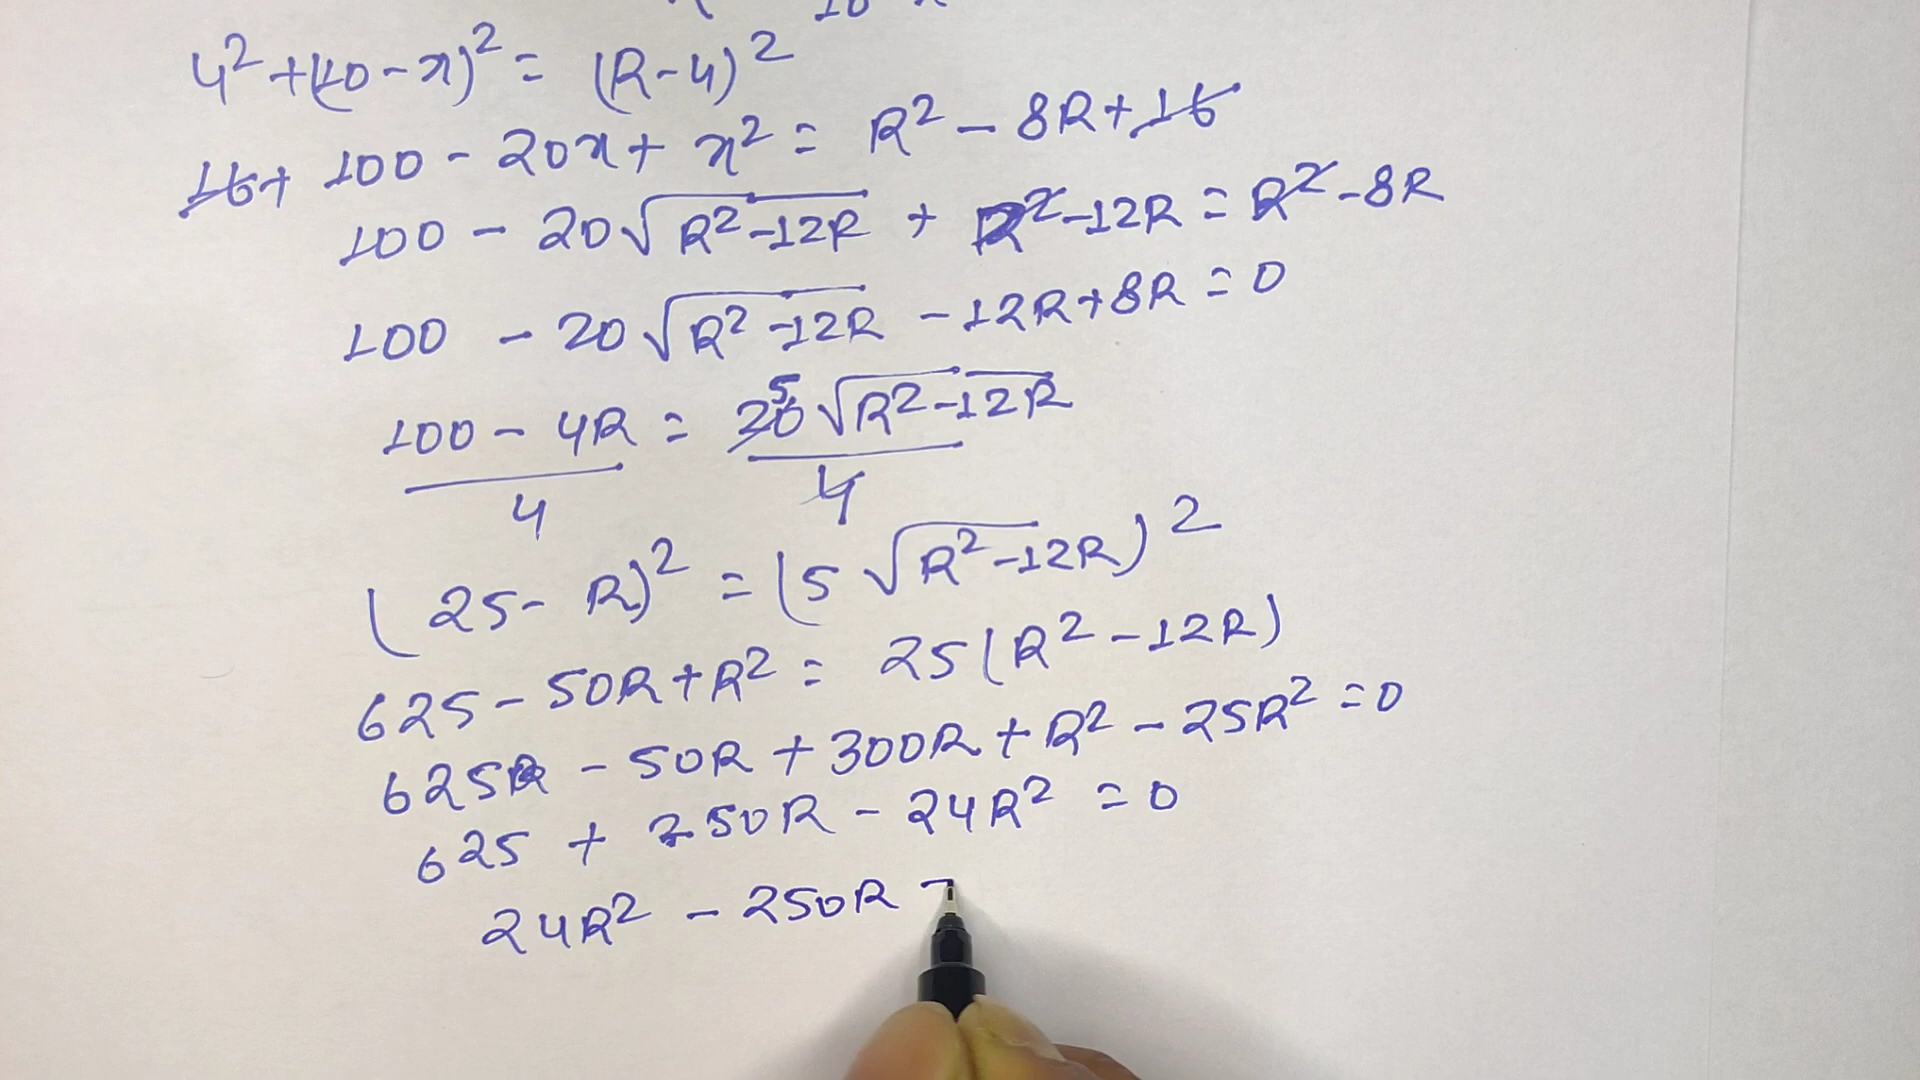 4² + (10 - x)² = (R - 4)²
16 + 100 - 20x + x² = R² - 8R + 16
100 - 20√(R² - 12R) + R² - 12R = R² - 8R
100 - 20√(R² - 12R) - 12R + 8R = 0
(100 - 4R)/4 = 20 5 √(R² - 12R)/4
(25 - R)² = (5√(R² - 12R))²
625 - 50R + R² = 25(R² - 12R)
625 - 50R + 300R + R² - 25R² = 0
625 + 250R - 24R² = 0
24R² - 250R -